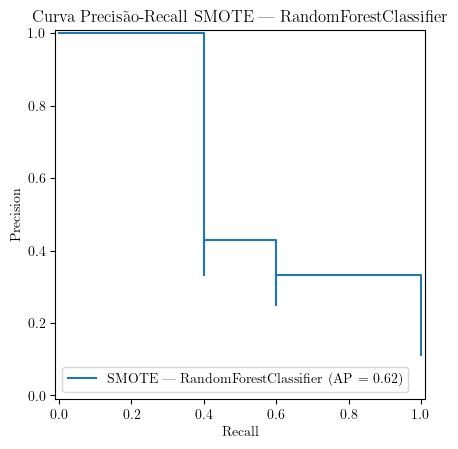 Curva Precisão-Recall SMOTE — RandomForestClassifier
1.0
0.8
0.6
0.4
0.2
0.0
Precision
SMOTE — RandomForestClassifier (AP = 0.62)
0.0 0.2 0.4 0.6 0.8 1.0
Recall